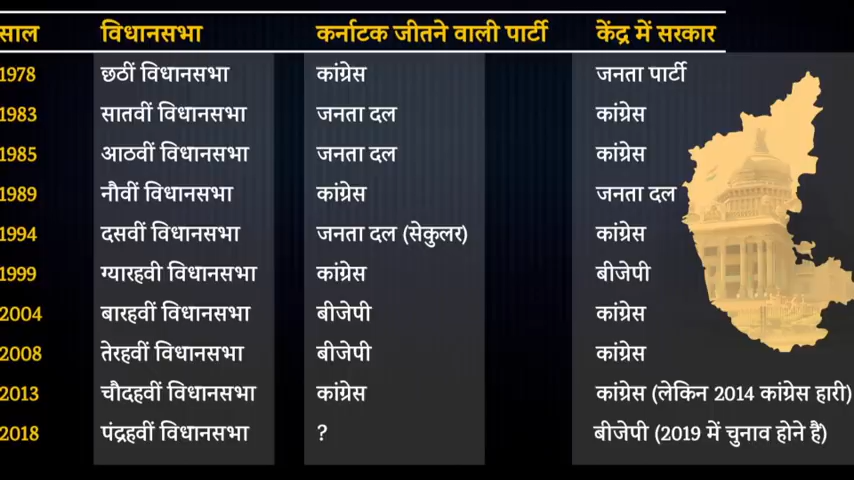 साल विधानसभा कर्नाटक जीतने वाली पार्टी केंद्र में सरकार
1978 छठीं विधानसभा कांग्रेस जनता पार्टी
1983 सातवीं विधानसभा जनता दल कांग्रेस
1985 आठवीं विधानसभा जनता दल कांग्रेस
1989 नौवीं विधानसभा कांग्रेस जनता दल
1994 दसवीं विधानसभा जनता दल (सेकुलर) कांग्रेस
1999 ग्यारहवी विधानसभा कांग्रेस बीजेपी
2004 बारहवीं विधानसभा बीजेपी कांग्रेस
2008 तेरहवीं विधानसभा बीजेपी कांग्रेस
2013 चौदहवीं विधानसभा कांग्रेस कांग्रेस (लेकिन 2014 कांग्रेस हारी)
2018 पंद्रहवीं विधानसभा ? बीजेपी (2019 में चुनाव होने हैं)